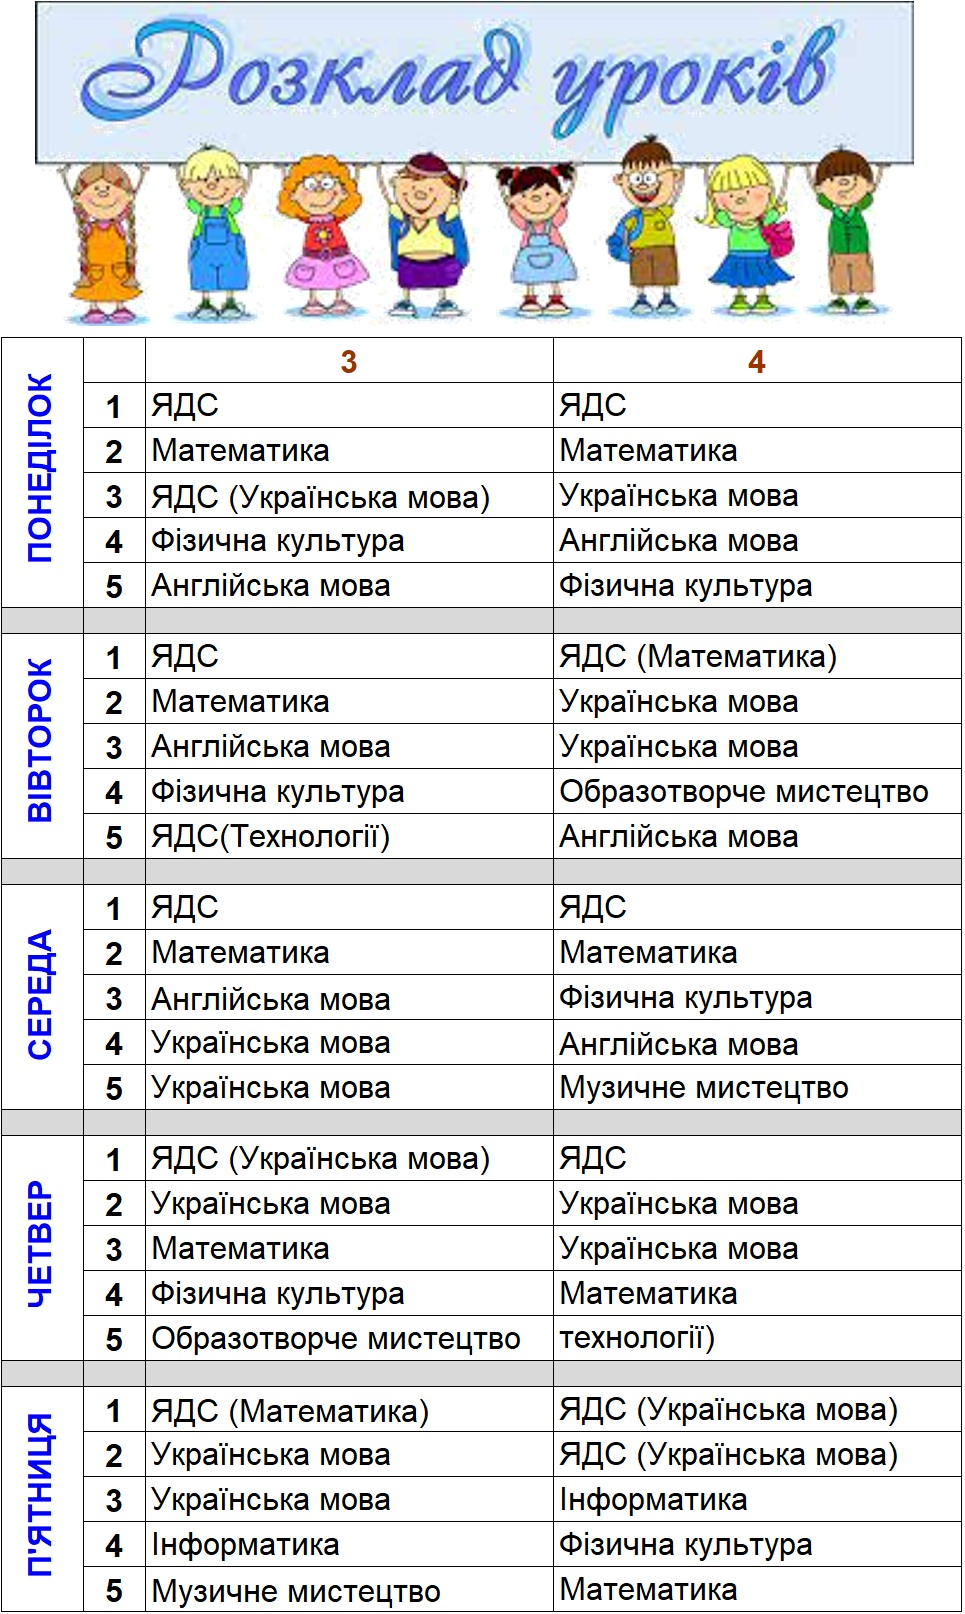 Розклад уроків
ПОНЕДІЛОК
3 4
1 ЯДС ЯДС
2 Математика Математика
3 ЯДС (Українська мова) Українська мова
4 Фізична культура Англійська мова
5 Англійська мова Фізична культура
ВІВТОРОК
1 ЯДС ЯДС (Математика)
2 Математика Українська мова
3 Англійська мова Українська мова
4 Фізична культура Образотворче мистецтво
5 ЯДС(Технології) Англійська мова
СЕРЕДА
1 ЯДС ЯДС
2 Математика Математика
3 Англійська мова Фізична культура
4 Українська мова Англійська мова
5 Українська мова Музичне мистецтво
ЧЕТВЕР
1 ЯДС (Українська мова) ЯДС
2 Українська мова Українська мова
3 Математика Українська мова
4 Фізична культура Математика
5 Образотворче мистецтво технології)
П'ЯТНИЦЯ
1 ЯДС (Математика) ЯДС (Українська мова)
2 Українська мова ЯДС (Українська мова)
3 Українська мова Інформатика
4 Інформатика Фізична культура
5 Музичне мистецтво Математика